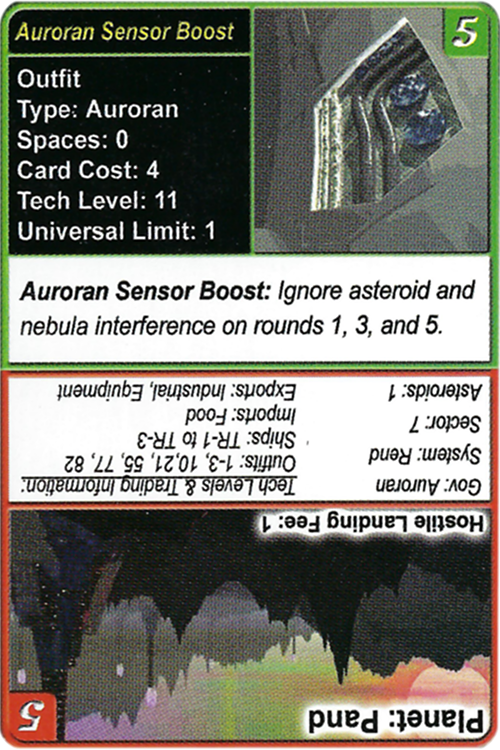 Auroran Sensor Boost
5
Outfit
Type: Auroran
Spaces: 0
Card Cost: 4
Tech Level: 11
Universal Limit: 1
Auroran Sensor Boost: Ignore asteroid and
nebula interference on rounds 1, 3, and 5.
Planet: Pand
5
Hostile Landing Fee: 1
Gov: Auroran
System: Rend
Sector: 7
Asteroids: 1
Tech Levels & Trading Information:
Outfits: 1-3, 10,21, 55, 77, 82
Ships: TR-1 to TR-3
Imports: Food
Exports: Industrial, Equipment